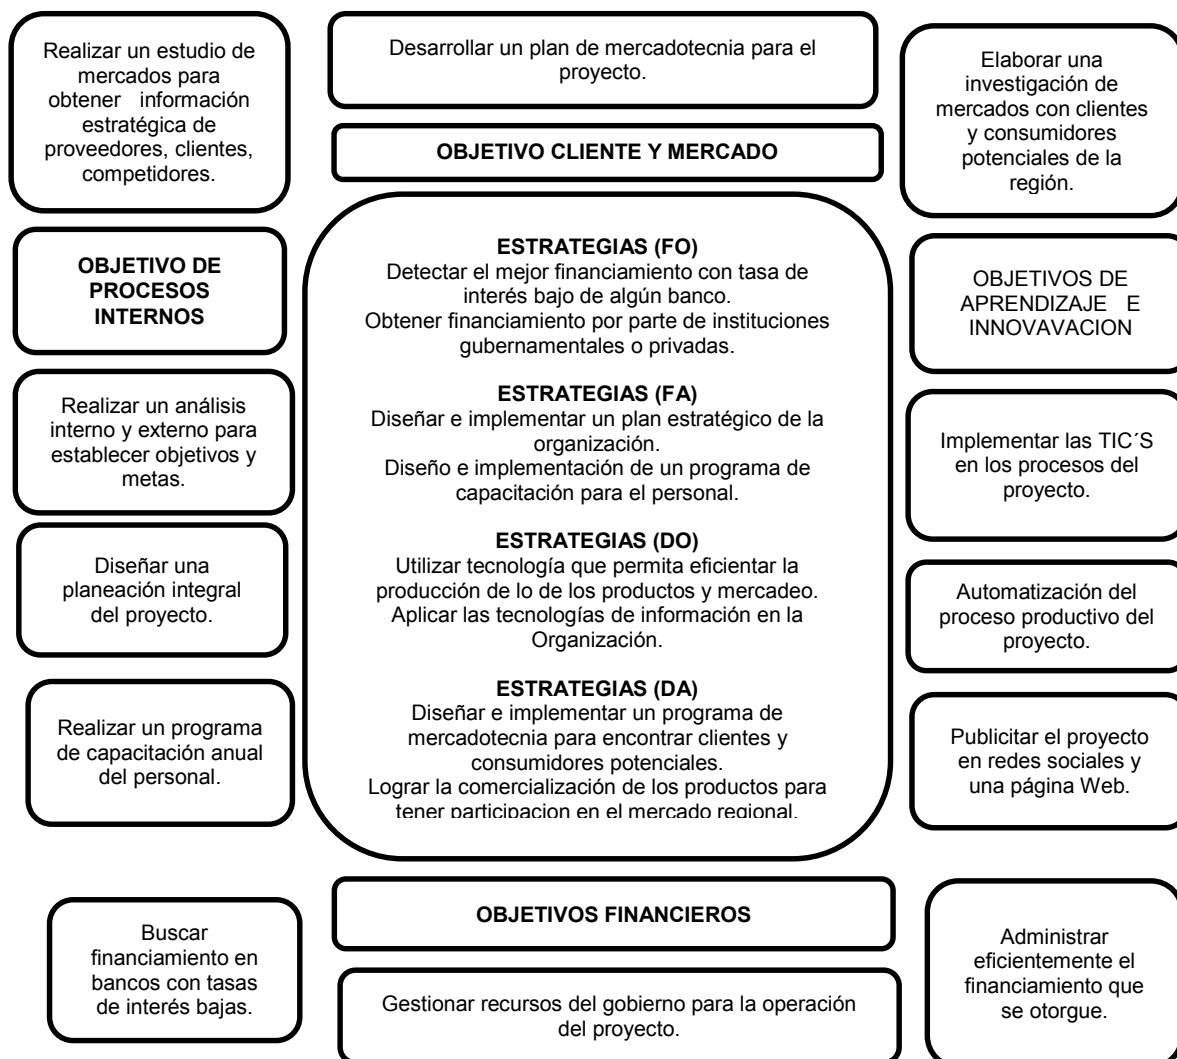 Realizar un estudio de
mercados para
obtener información
estratégica de
proveedores, clientes,
competidores.
Desarrollar un plan de mercadotecnia para el
proyecto.
Elaborar una
investigación de
mercados con clientes
y consumidores
potenciales de la
región.
OBJETIVO CLIENTE Y MERCADO
OBJETIVO DE
PROCESOS
INTERNOS
Realizar un análisis
interno y externo para
establecer objetivos y
metas.
Diseñar una
planeación integral
del proyecto.
Realizar un programa
de capacitación anual
del personal.
ESTRATEGIAS (FO)
Detectar el mejor financiamiento con tasa de
interés bajo de algún banco.
Obtener financiamiento por parte de instituciones
gubernamentales o privadas.
ESTRATEGIAS (FA)
Diseñar e implementar un plan estratégico de la
organización.
Diseño e implementación de un programa de
capacitación para el personal.
ESTRATEGIAS (DO)
Utilizar tecnología que permita eficientar la
producción de lo de los productos y mercadeo.
Aplicar las tecnologías de información en la
Organización.
ESTRATEGIAS (DA)
Diseñar e implementar un programa de
mercadotecnia para encontrar clientes y
consumidores potenciales.
Lograr la comercialización de los productos para
tener participacion en el mercado regional.
OBJETIVOS DE
APRENDIZAJE E
INNOVAVACION
Implementar las TIC´S
en los procesos del
proyecto.
Automatización del
proceso productivo del
proyecto.
Publicitar el proyecto
en redes sociales y
una página Web.
Buscar
financiamiento en
bancos con tasas
de interés bajas.
OBJETIVOS FINANCIEROS
Gestionar recursos del gobierno para la operación
del proyecto.
Administrar
eficientemente el
financiamiento que
se otorgue.